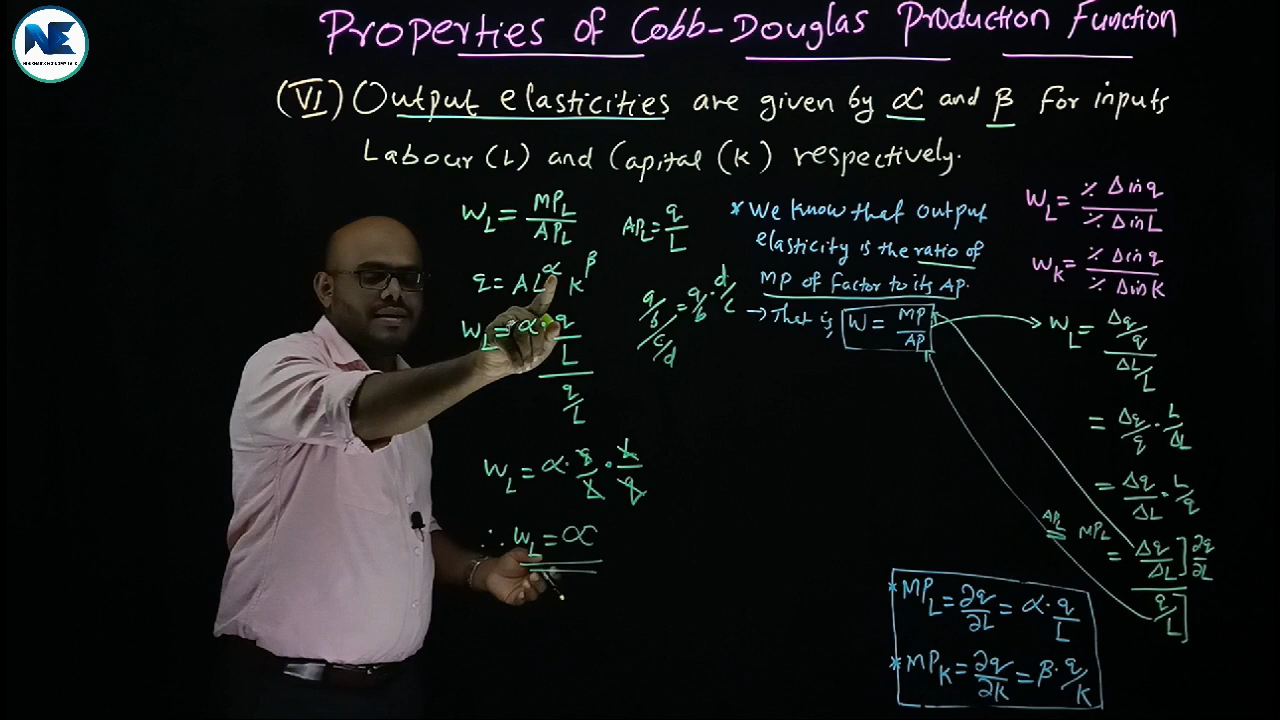 NE
Properties of Cobb-Douglas Production Function
(VI) Output elasticities are given by α and β for inputs
Labour (L) and Capital (K) respectively.
W_L = MP_L / AP_L
AP_L = q/L
q = A L^α K^β
W_L = α · q/L / q/L
a/b / c/d = a/b · d/c
W_L = α · q/L · L/q
∴ W_L = α
* We know that output
elasticity is the ratio of
MP of factor to its AP.
→ That is, W = MP/AP
W_L = % Δ in q / % Δ in L
W_K = % Δ in q / % Δ in K
W_L = Δq/q / ΔL/L
= Δq/q · L/ΔL
= Δq/ΔL · L/q
AP_L MP_L = Δq/ΔL / q/L ] ∂q/∂L
* MP_L = ∂q/∂L = α · q/L
* MP_K = ∂q/∂K = β · q/K